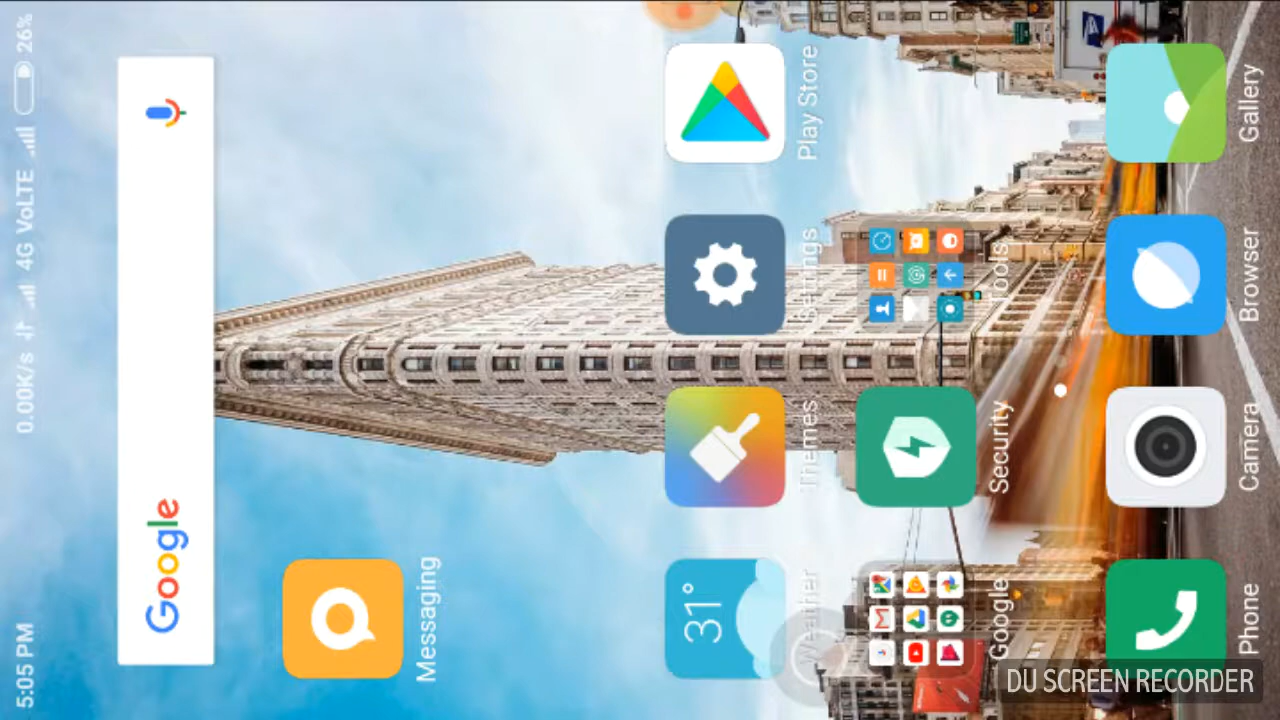 5:05 PM 0.00K/s 4G VoLTE 26%
Google
Messaging
31°
Weather Themes Settings Play Store
Google Security Tools
Phone Camera Browser Gallery
DU SCREEN RECORDER